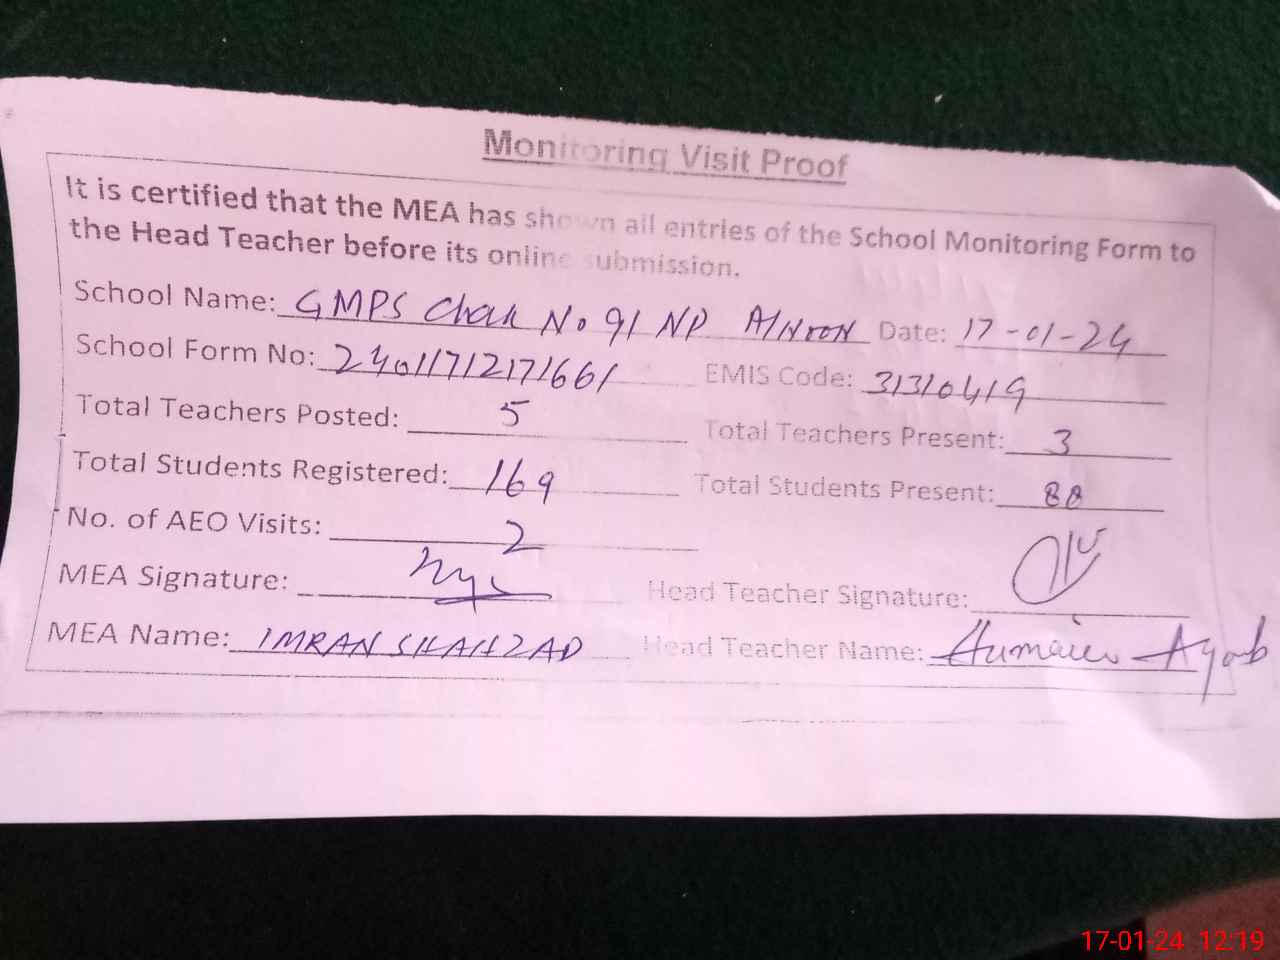 Monitoring Visit Proof
It is certified that the MEA has shown all entries of the School Monitoring Form to
the Head Teacher before its online submission.
School Name: GMPS Chak No 91 NP Date: 17-01-24
School Form No: 24011712171661 EMIS Code: 31310419
Total Teachers Posted: 5 Total Teachers Present: 3
Total Students Registered: 169 Total Students Present: 88
No. of AEO Visits: 2
MEA Signature: Head Teacher Signature:
MEA Name: IMRAN SHAHZAD Head Teacher Name: Humaira Ayub
17-01-24 12:19